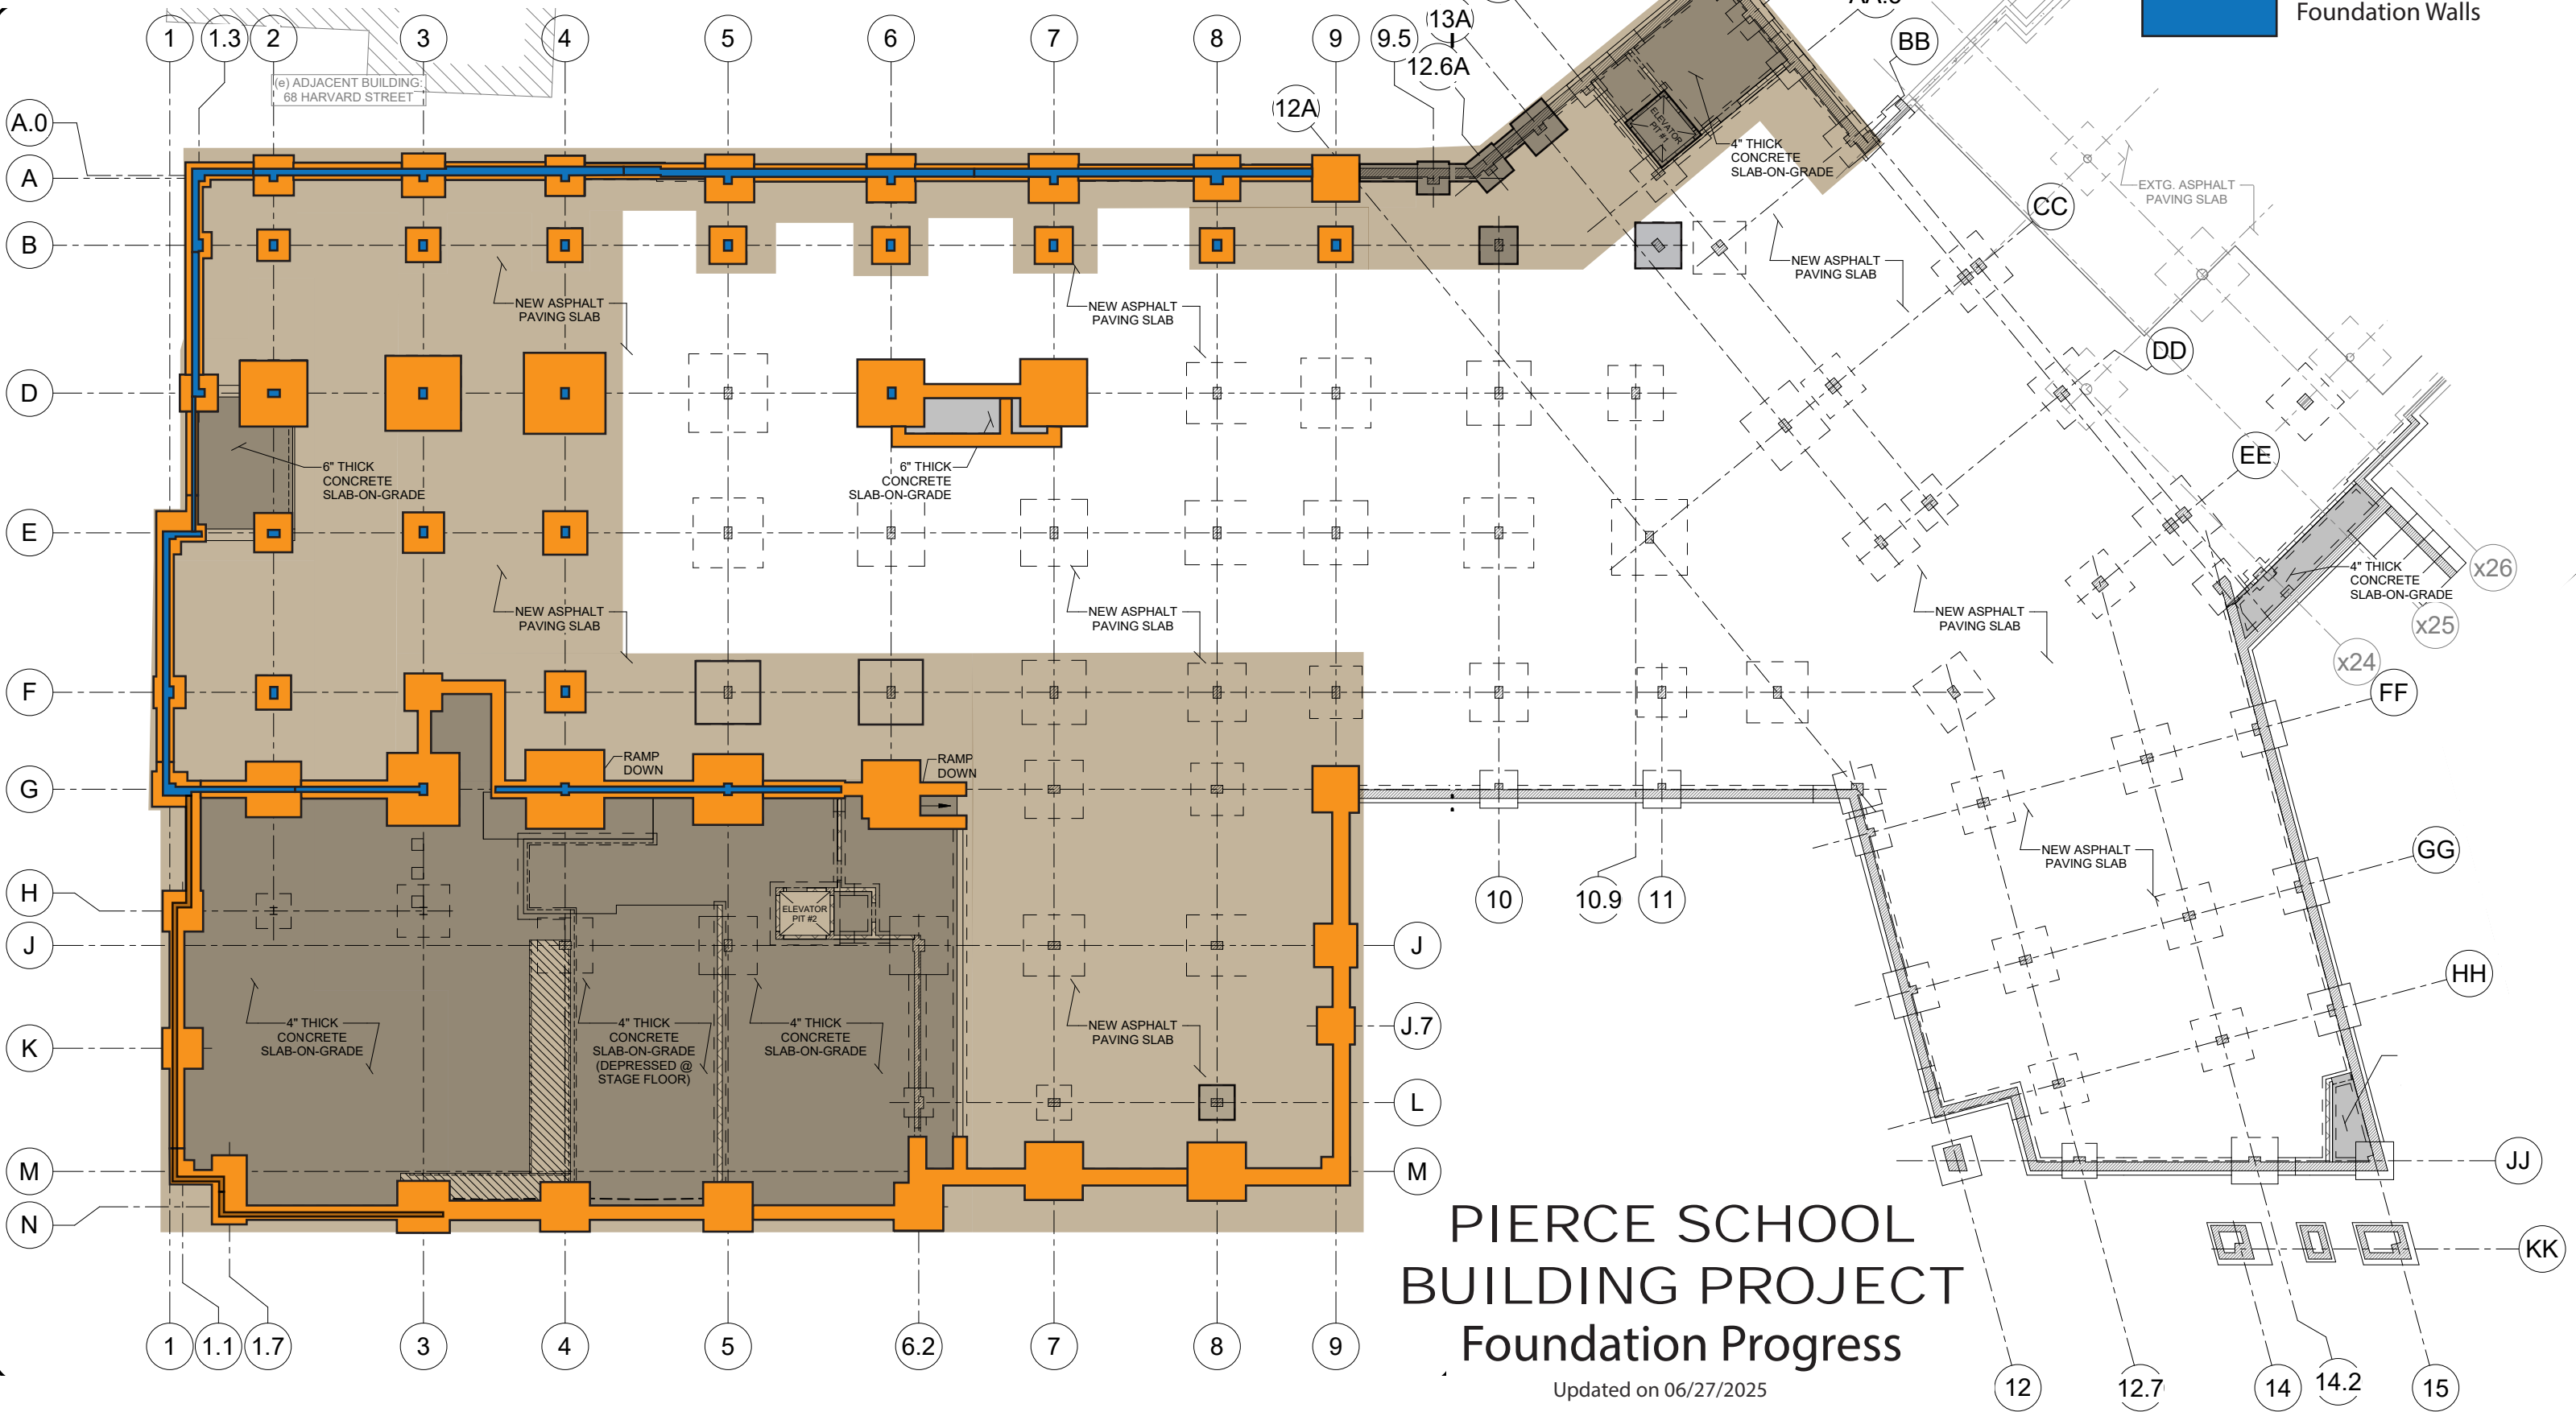 Foundation Walls
1
1.3
2
3
4
5
6
7
8
9
9.5
13A
12.6A
12A
BB
(e) ADJACENT BUILDING:
68 HARVARD STREET
A.0
A
B
D
E
F
G
H
J
K
M
N
ELEVATOR
PIT #1
4" THICK
CONCRETE
SLAB-ON-GRADE
EXTG. ASPHALT
PAVING SLAB
CC
NEW ASPHALT
PAVING SLAB
NEW ASPHALT
PAVING SLAB
NEW ASPHALT
PAVING SLAB
DD
6" THICK
CONCRETE
SLAB-ON-GRADE
6" THICK
CONCRETE
SLAB-ON-GRADE
EE
4" THICK
CONCRETE
SLAB-ON-GRADE
x26
x25
x24
NEW ASPHALT
PAVING SLAB
NEW ASPHALT
PAVING SLAB
NEW ASPHALT
PAVING SLAB
FF
RAMP
DOWN
RAMP
DOWN
NEW ASPHALT
PAVING SLAB
GG
10
10.9
11
ELEVATOR
PIT #2
J
HH
4" THICK
CONCRETE
SLAB-ON-GRADE
4" THICK
CONCRETE
SLAB-ON-GRADE
(DEPRESSED @
STAGE FLOOR)
4" THICK
CONCRETE
SLAB-ON-GRADE
NEW ASPHALT
PAVING SLAB
J.7
L
M
JJ
KK
PIERCE SCHOOL
BUILDING PROJECT
Foundation Progress
Updated on 06/27/2025
1
1.1
1.7
3
4
5
6.2
7
8
9
12
12.7
14
14.2
15